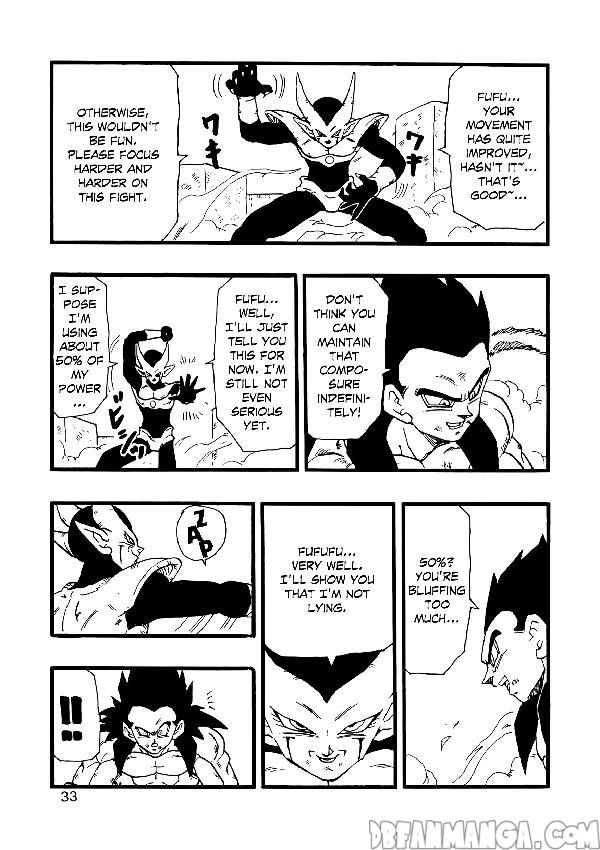 FUFU...
YOUR
MOVEMENT
HAS QUITE
IMPROVED,
HASN'T IT~...
THAT'S
GOOD~...
ワキ
ワキ
OTHERWISE,
THIS WOULDN'T
BE FUN.
PLEASE FOCUS
HARDER AND
HARDER ON
THIS FIGHT.
DON'T
THINK YOU
CAN
MAINTAIN
THAT
COMPO-
SURE
INDEFINI-
TELY!
FUFU...
WELL,
I'LL JUST
TELL YOU
THIS FOR
NOW. I'M
STILL NOT
EVEN
SERIOUS
YET.
I SUP-
POSE
I'M
USING
ABOUT
50% OF
MY
POWER
...
ビシッ
50%?
YOU'RE
BLUFFING
TOO
MUCH...
FUFUFU...
VERY WELL.
I'LL SHOW YOU
THAT I'M NOT
LYING.
ZAP
!!
33
DBFANMANGA.COM